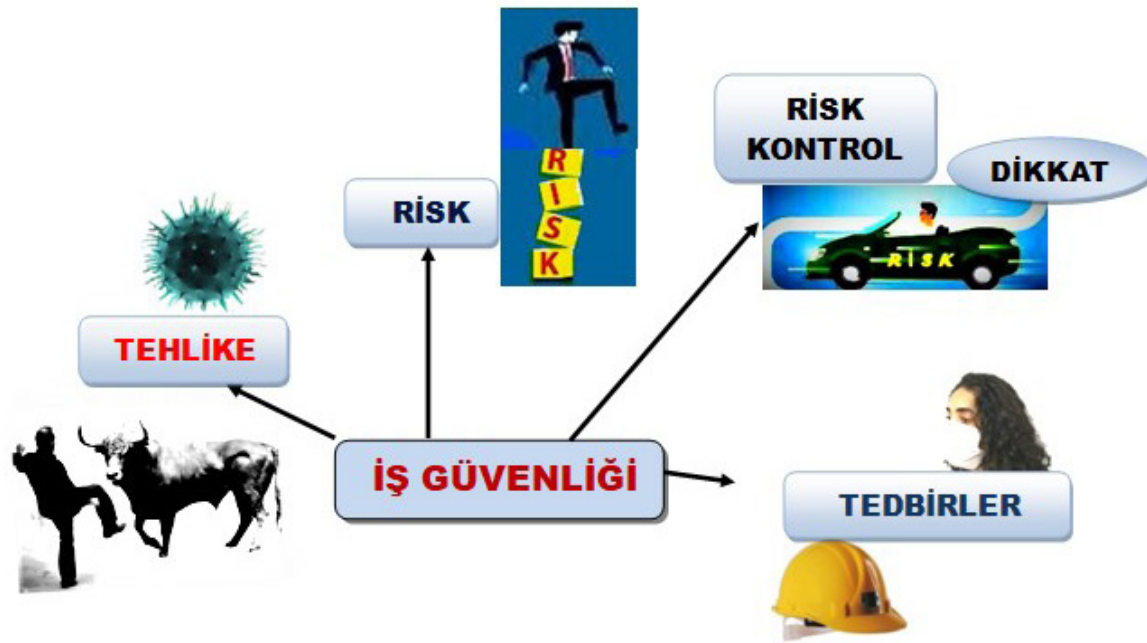 RİSK
KONTROL
DİKKAT
RİSK
R
I
S
K
RISK
TEHLİKE
İŞ GÜVENLİĞİ
TEDBİRLER